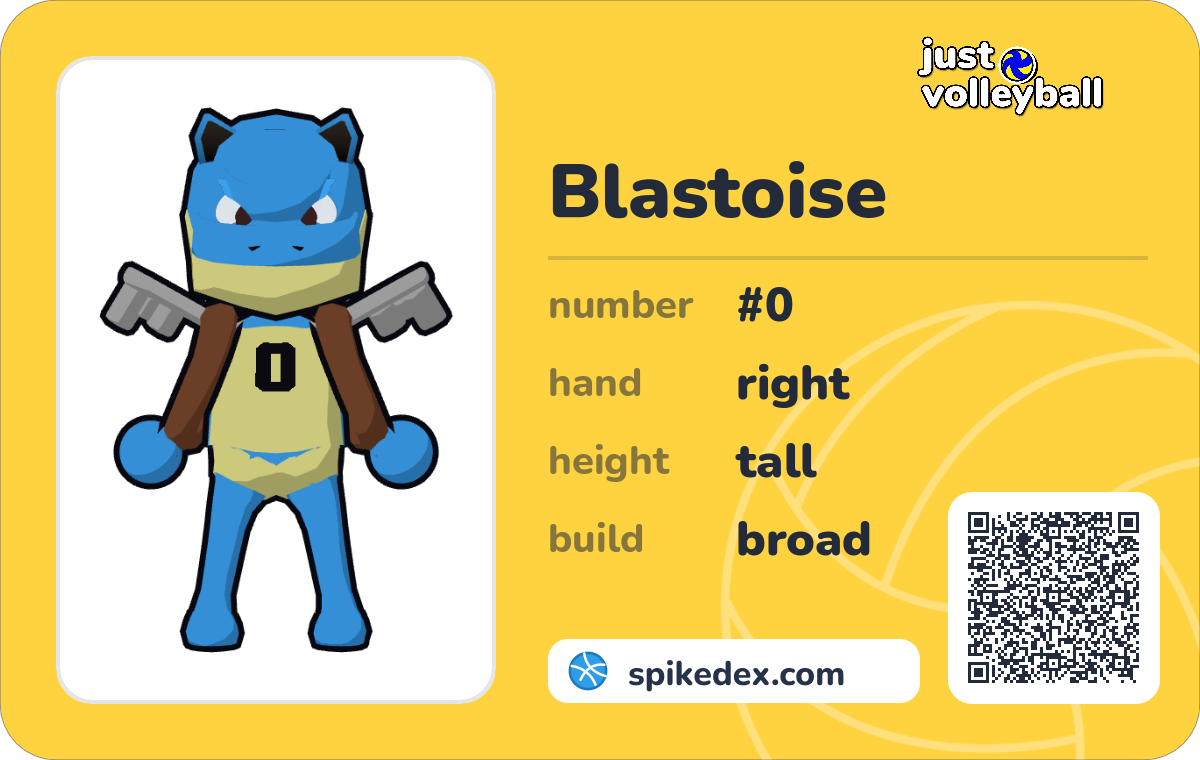 just
volleyball
Blastoise
number #0
hand right
height tall
build broad
0
spikedex.com